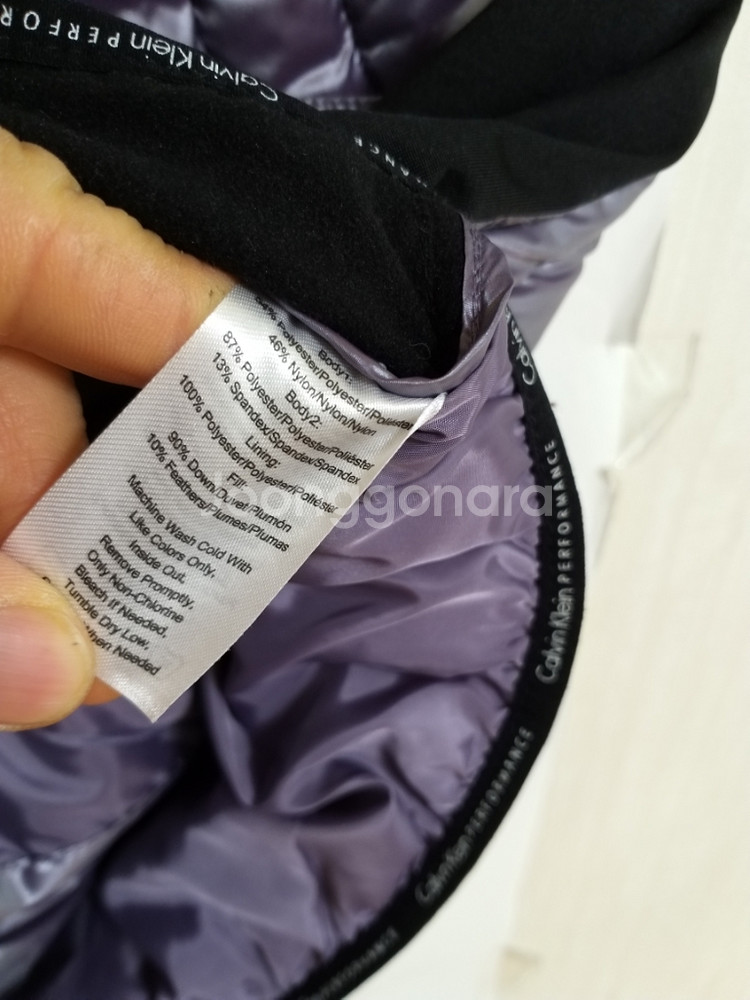 Calvin Klein PERFOR
MANCE
Body1:
54% Polyester/Polyester/Poliéster
46% Nylon/Nylon/Nylon
Body2:
87% Polyester/Polyester/Poliéster
13% Spandex/Spandex/Spandex
Lining:
100% Polyester/Polyester/Poliéster
Fill:
90% Down/Duvet/Plumón
10% Feathers/Plumes/Plumas
Machine Wash Cold With
Like Colors Only,
Inside Out.
Remove Promptly,
Only Non-Chlorine
Bleach If Needed,
Tumble Dry Low,
When Needed
joonggonara
Calvin K
Calvin Klein PERFORMANCE
Calvin Klein PERFORMANCE
PERFORMANCE